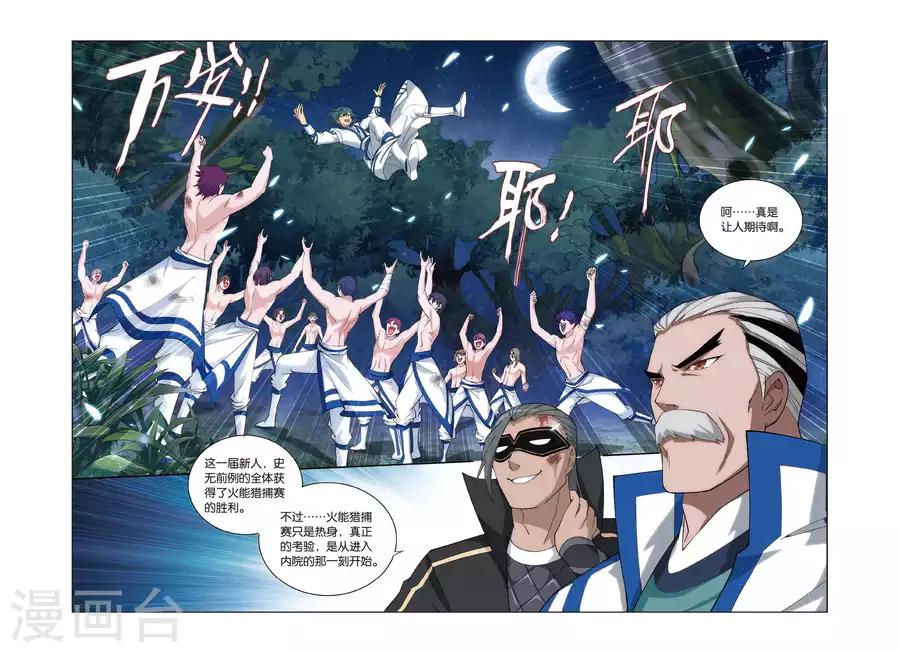 万岁!!
耶!
耶
呵……真是
让人期待啊。
这一届新人，史
无前例的全体获
得了火能猎捕赛
的胜利。
不过……火能猎捕
赛只是热身，真正
的考验，是从进入
内院的那一刻开始。
漫画台